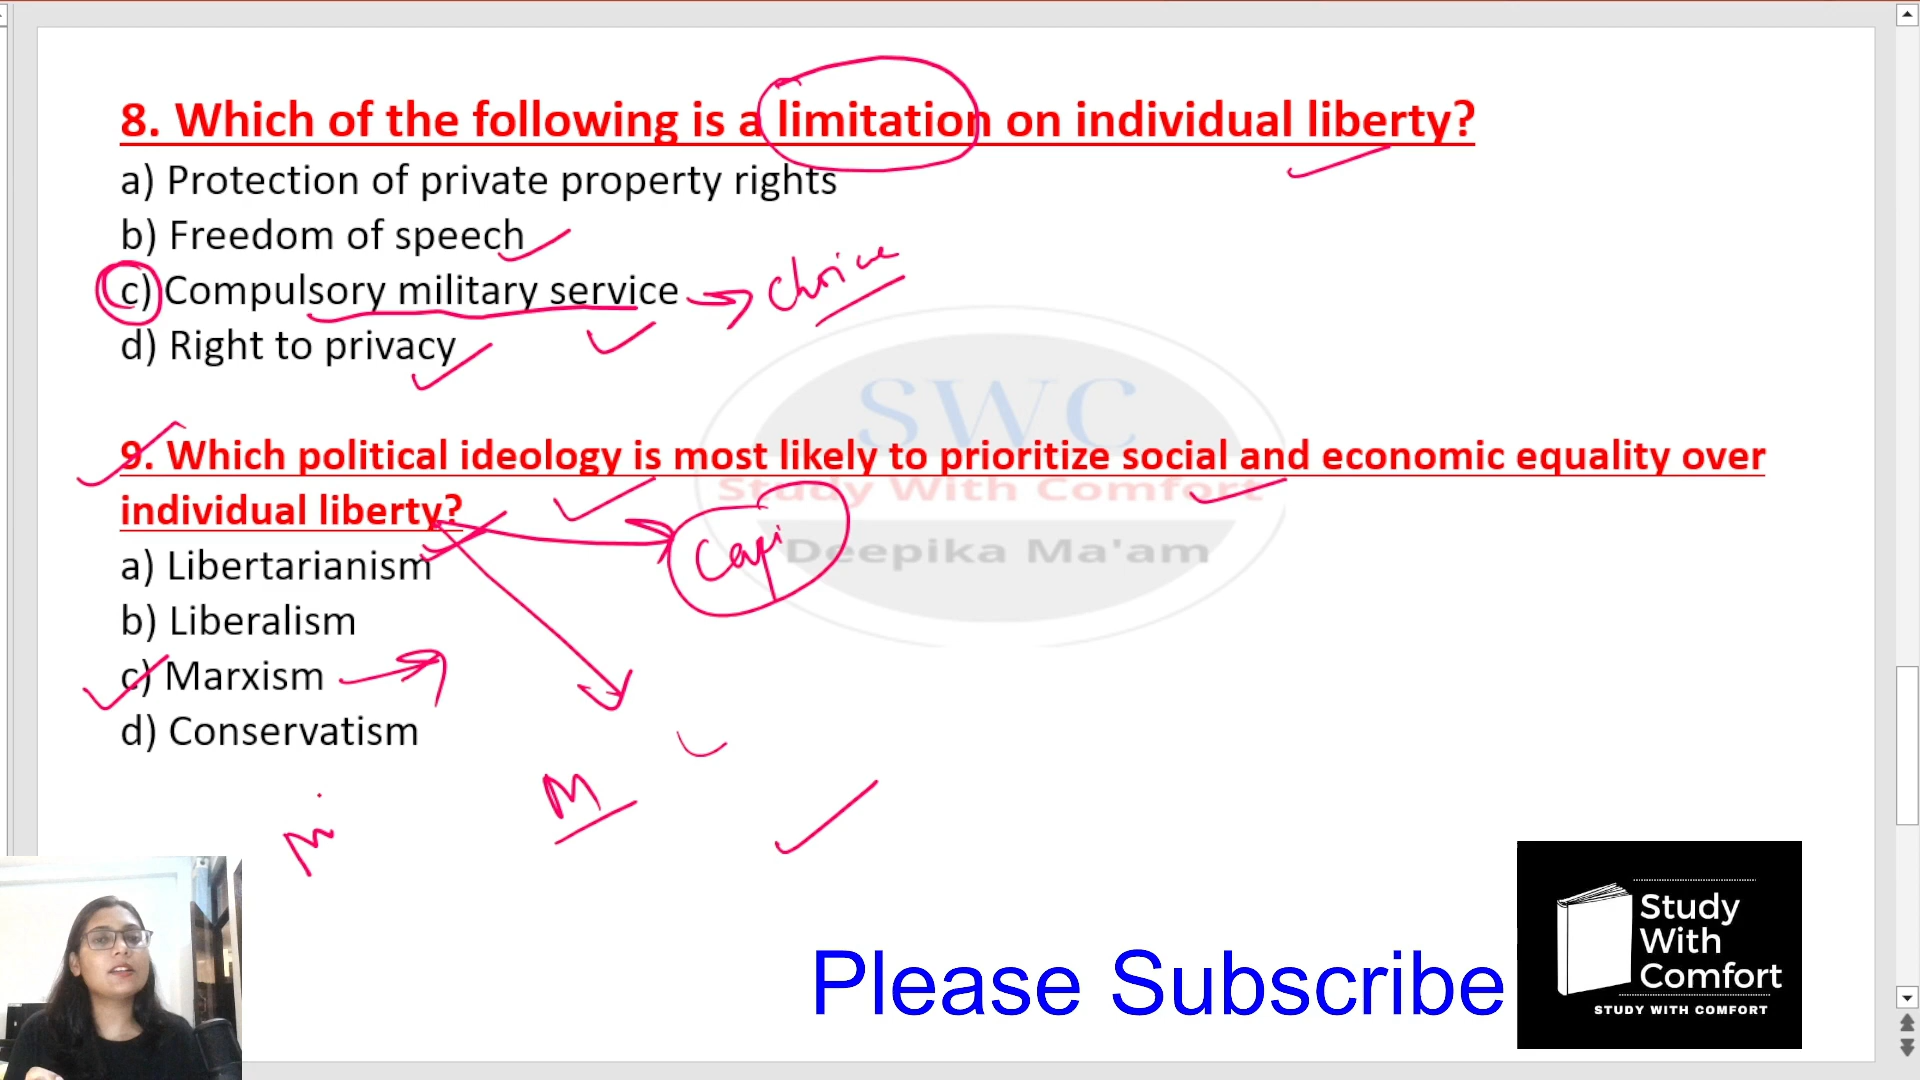 8. Which of the following is a limitation on individual liberty?
a) Protection of private property rights
b) Freedom of speech
c) Compulsory military service
choice
d) Right to privacy
SWC
9. Which political ideology is most likely to prioritize social and economic equality over
Study With Comfort
individual liberty?
Capi
Deepika Ma'am
a) Libertarianism
b) Liberalism
c) Marxism
d) Conservatism
M
M
Please Subscribe
Study
With
Comfort
STUDY WITH COMFORT